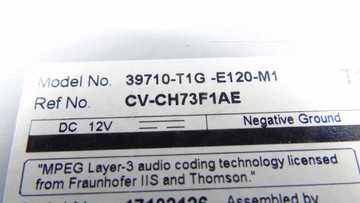 Model No. 39710-T1G -E120-M1
Ref No. CV-CH73F1AE
DC 12V Negative Ground
"MPEG Layer-3 audio coding technology licensed
from Fraunhofer IIS and Thomson."
Assembled by